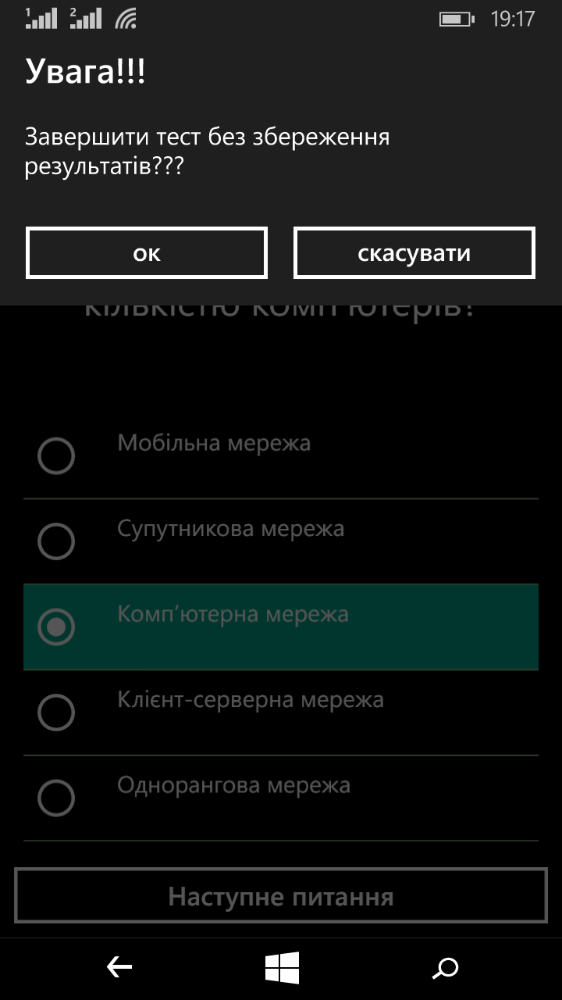 1 2 19:17
Увага!!!
Завершити тест без збереження
результатів???
ок
скасувати
кількістю комп'ютерів?
Мобільна мережа
Супутникова мережа
Комп’ютерна мережа
Клієнт-серверна мережа
Однорангова мережа
Наступне питання